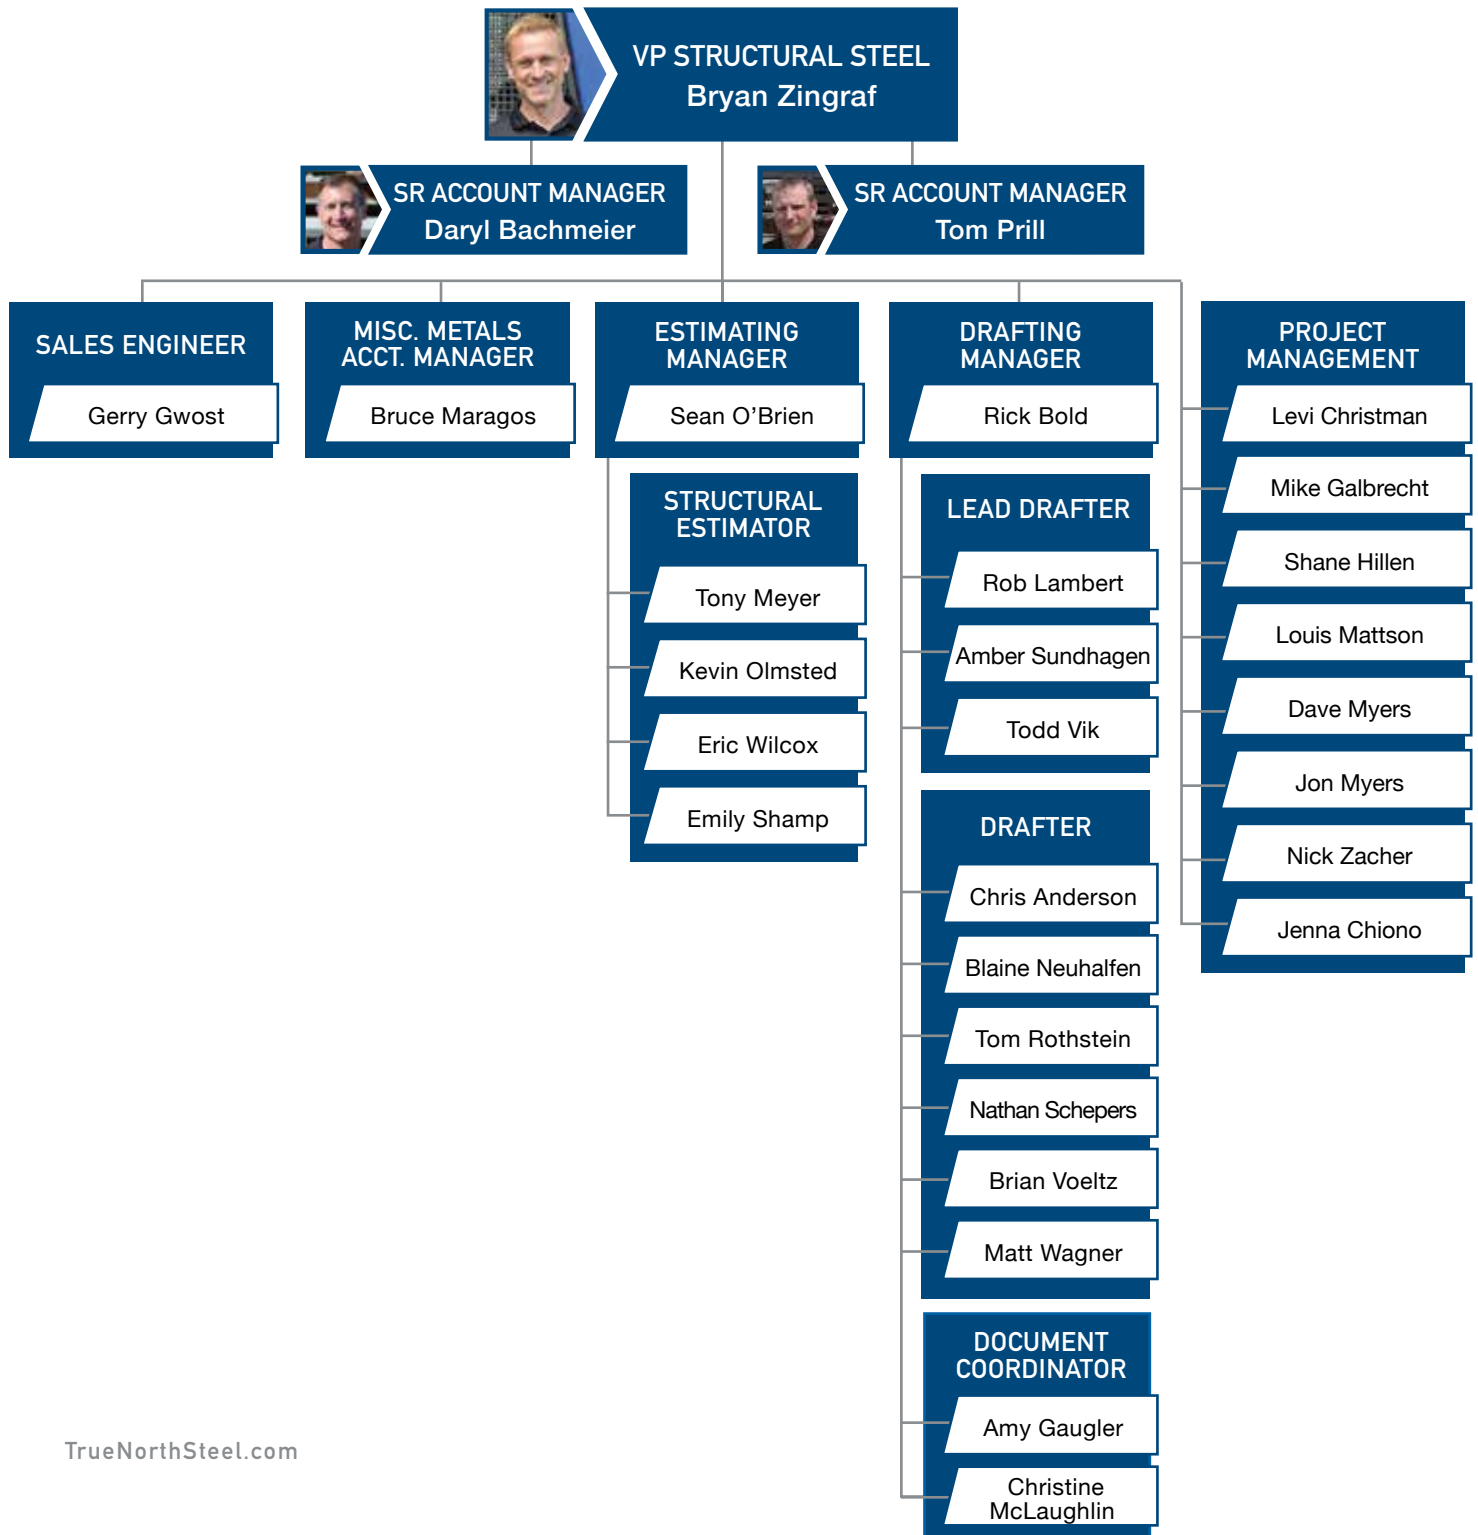 VP STRUCTURAL STEEL
Bryan Zingraf
SR ACCOUNT MANAGER
Daryl Bachmeier
SR ACCOUNT MANAGER
Tom Prill
SALES ENGINEER
Gerry Gwost
MISC. METALS
ACCT. MANAGER
Bruce Maragos
ESTIMATING
MANAGER
Sean O’Brien
STRUCTURAL
ESTIMATOR
Tony Meyer
Kevin Olmsted
Eric Wilcox
Emily Shamp
DRAFTING
MANAGER
Rick Bold
LEAD DRAFTER
Rob Lambert
Amber Sundhagen
Todd Vik
DRAFTER
Chris Anderson
Blaine Neuhalfen
Tom Rothstein
Nathan Schepers
Brian Voeltz
Matt Wagner
DOCUMENT
COORDINATOR
Amy Gaugler
Christine
McLaughlin
PROJECT
MANAGEMENT
Levi Christman
Mike Galbrecht
Shane Hillen
Louis Mattson
Dave Myers
Jon Myers
Nick Zacher
Jenna Chiono
TrueNorthSteel.com